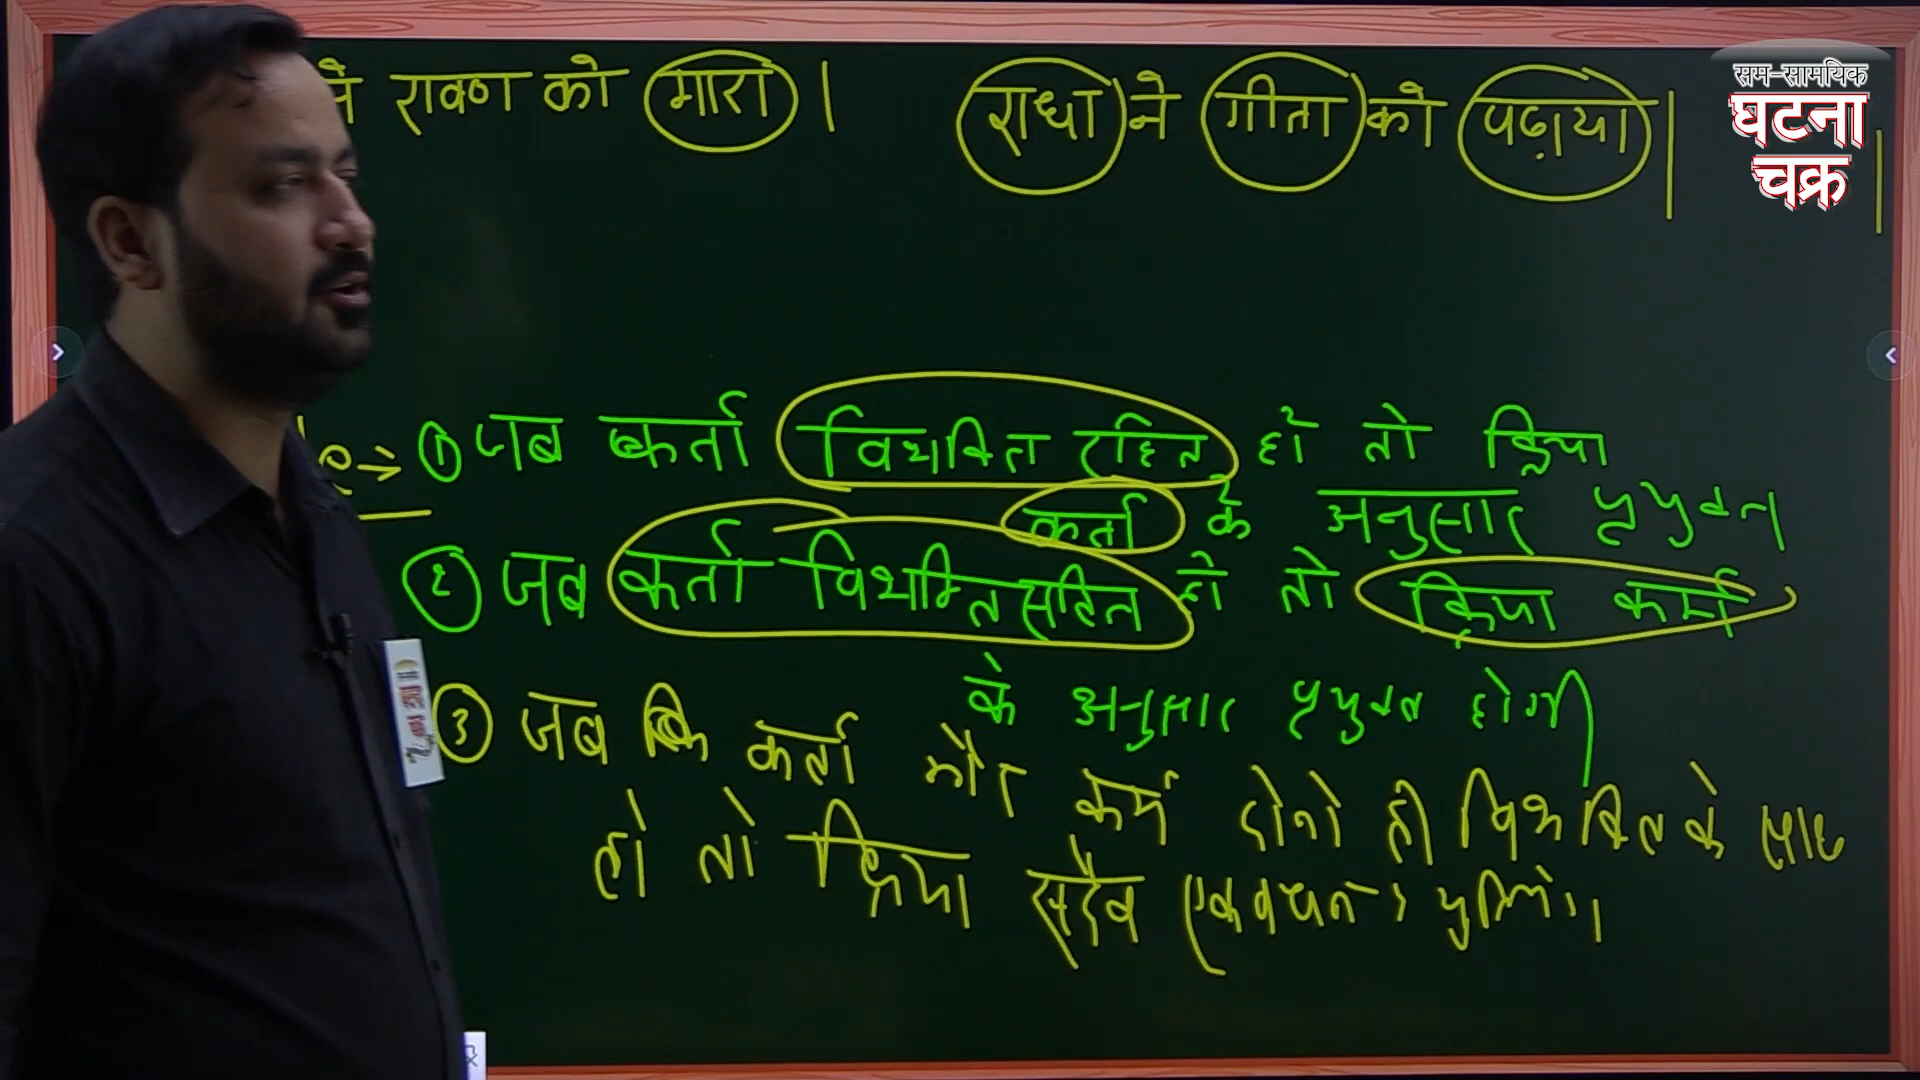 ने रावण को मारा | राधा ने गीता को पढ़ाया |
सम-सामयिक
घटना
चक्र
① जब कर्ता विभक्ति रहित हो तो क्रिया
कर्ता के अनुसार प्रयुक्त
② जब कर्ता विभक्ति सहित हो तो क्रिया कर्म
के अनुसार प्रयुक्त होगी
③ जब कि कर्ता और कर्म दोनो ही विभक्ति के साथ
हो तो क्रिया सदैव एकवचन, पुल्लिंग।